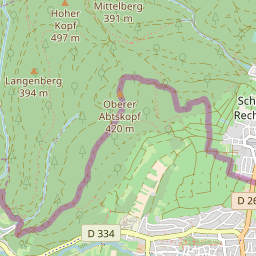 Mittelberg
391 m
Hoher
Kopf
497 m
Langenberg
394 m
Oberer
Abtskopf
420 m
Sch
Rech
D 26
D 334